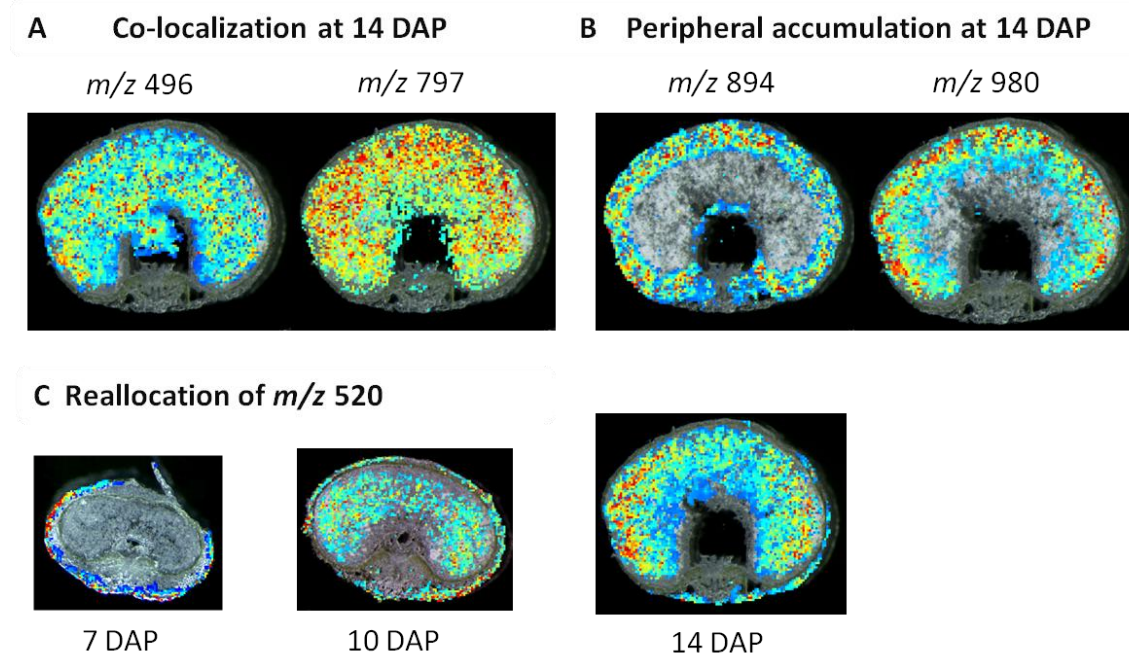 A Co-localization at 14 DAP
m/z 496
m/z 797
B Peripheral accumulation at 14 DAP
m/z 894
m/z 980
C Reallocation of m/z 520
7 DAP
10 DAP
14 DAP